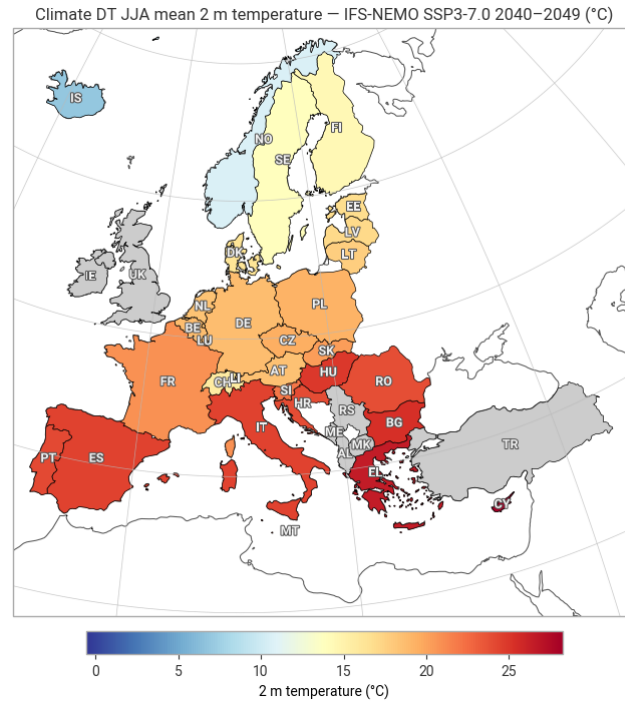 Climate DT JJA mean 2 m temperature — IFS-NEMO SSP3-7.0 2040–2049 (°C)
IS
NO
FI
SE
EE
LV
LT
DK
IE
UK
NL
PL
DE
BE
LU
CZ
SK
AT
HU
FR
CH
LI
RO
SI
HR
RS
BG
IT
ME
MK
TR
PT
ES
AL
EL
CY
MT
0 5 10 15 20 25
2 m temperature (°C)